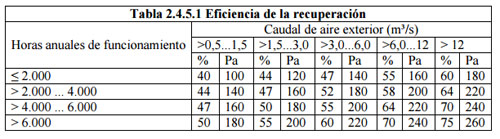 Tabla 2.4.5.1 Eficiencia de la recuperación
Horas anuales de funcionamiento
Caudal de aire exterior (m³/s)
>0,5...1,5 >1,5...3,0 >3,0...6,0 >6,0...12 > 12
% Pa % Pa % Pa % Pa % Pa
≤ 2.000 40 100 44 120 47 140 55 160 60 180
> 2.000 ... 4.000 44 140 47 160 52 180 58 200 64 220
> 4.000 ... 6.000 47 160 50 180 55 200 64 220 70 240
> 6.000 50 180 55 200 60 220 70 240 75 260